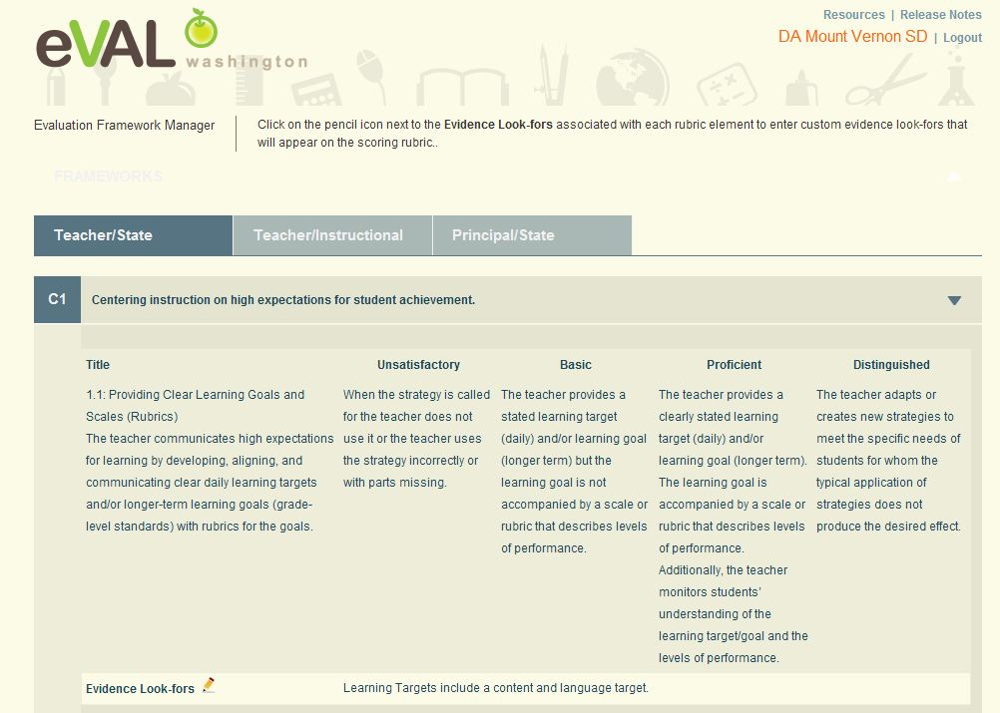 Resources | Release Notes
DA Mount Vernon SD | Logout
eVAL
washington
Evaluation Framework Manager
Click on the pencil icon next to the Evidence Look-fors associated with each rubric element to enter custom evidence look-fors that
will appear on the scoring rubric..
FRAMEWORKS
Teacher/State
Teacher/Instructional
Principal/State
C1
Centering instruction on high expectations for student achievement.
Title
Unsatisfactory
Basic
Proficient
Distinguished
1.1: Providing Clear Learning Goals and
Scales (Rubrics)
The teacher communicates high expectations
for learning by developing, aligning, and
communicating clear daily learning targets
and/or longer-term learning goals (grade-
level standards) with rubrics for the goals.
When the strategy is called
for the teacher does not
use it or the teacher uses
the strategy incorrectly or
with parts missing.
The teacher provides a
stated learning target
(daily) and/or learning goal
(longer term) but the
learning goal is not
accompanied by a scale or
rubric that describes levels
of performance.
The teacher provides a
clearly stated learning
target (daily) and/or
learning goal (longer term).
The learning goal is
accompanied by a scale or
rubric that describes levels
of performance.
Additionally, the teacher
monitors students’
understanding of the
learning target/goal and the
levels of performance.
The teacher adapts or
creates new strategies to
meet the specific needs of
students for whom the
typical application of
strategies does not
produce the desired effect.
Evidence Look-fors
Learning Targets include a content and language target.